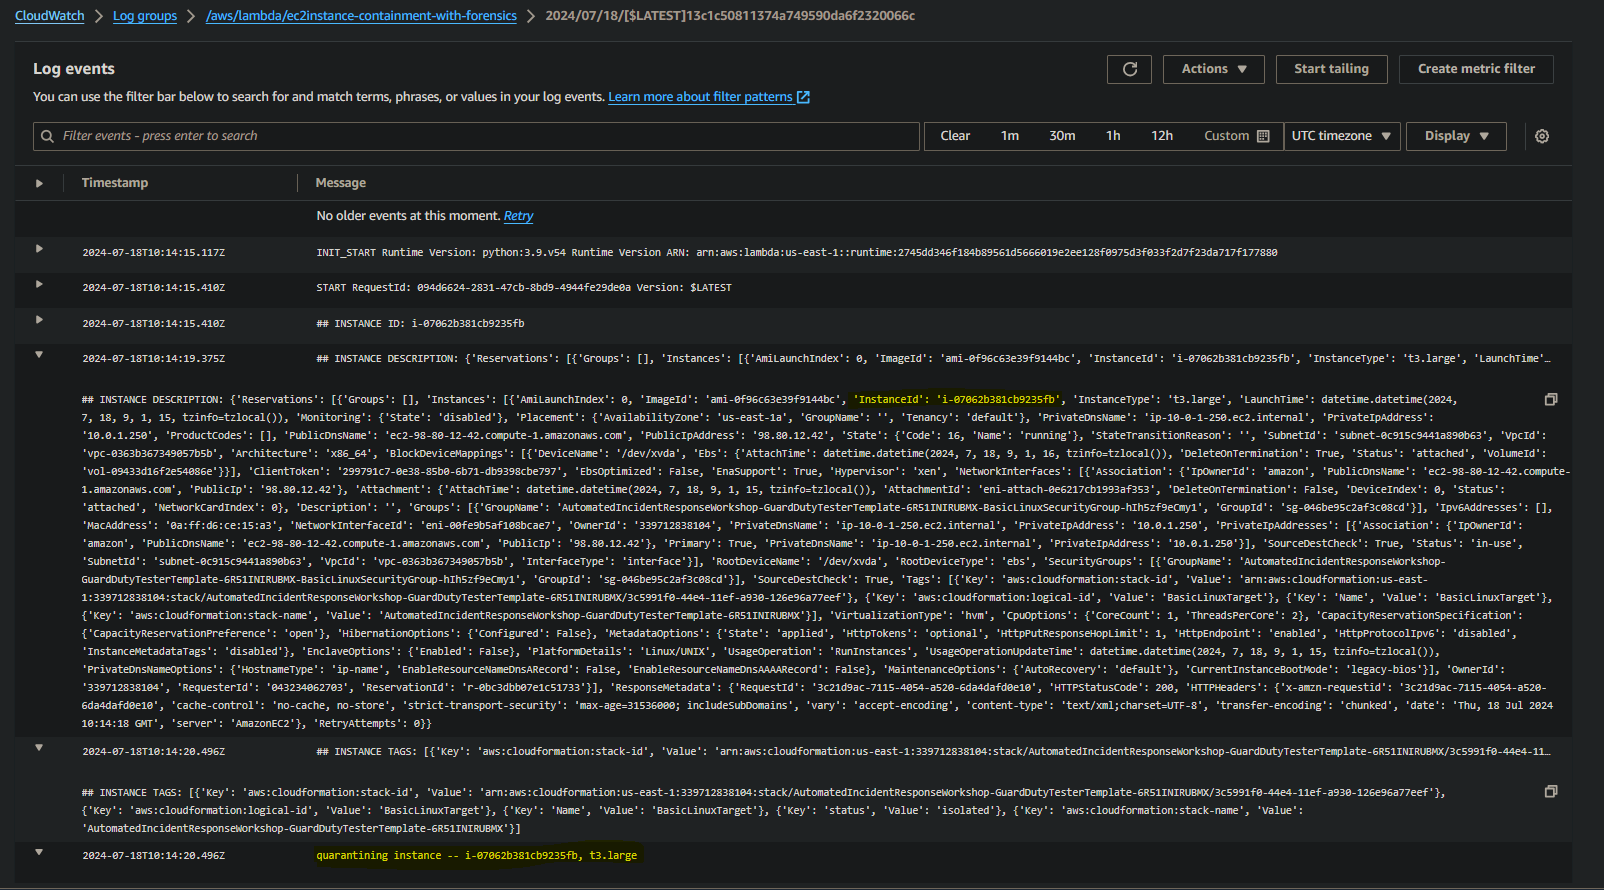 CloudWatch > Log groups > /aws/lambda/ec2instance-containment-with-forensics > 2024/07/18/[$LATEST]13c1c50811374a749590da6f2320066c
Log events
Actions
Start tailing
Create metric filter
You can use the filter bar below to search for and match terms, phrases, or values in your log events. Learn more about filter patterns
Filter events - press enter to search
Clear
1m
30m
1h
12h
Custom
UTC timezone
Display
Timestamp
Message
No older events at this moment. Retry
2024-07-18T10:14:15.117Z INIT_START Runtime Version: python:3.9.v54 Runtime Version ARN: arn:aws:lambda:us-east-1::runtime:2745dd346f184b89561d5666019e2ee128f0975d3f033f2d7f23da717f177880
2024-07-18T10:14:15.410Z START RequestId: 094d6624-2831-47cb-8bd9-4944fe29de0a Version: $LATEST
2024-07-18T10:14:15.410Z ## INSTANCE ID: i-07062b381cb9235fb
2024-07-18T10:14:19.375Z ## INSTANCE DESCRIPTION: {'Reservations': [{'Groups': [], 'Instances': [{'AmiLaunchIndex': 0, 'ImageId': 'ami-0f96c63e39f9144bc', 'InstanceId': 'i-07062b381cb9235fb', 'InstanceType': 't3.large', 'LaunchTime'…
## INSTANCE DESCRIPTION: {'Reservations': [{'Groups': [], 'Instances': [{'AmiLaunchIndex': 0, 'ImageId': 'ami-0f96c63e39f9144bc', 'InstanceId': 'i-07062b381cb9235fb', 'InstanceType': 't3.large', 'LaunchTime': datetime.datetime(2024,
7, 18, 9, 1, 15, tzinfo=tzlocal()), 'Monitoring': {'State': 'disabled'}, 'Placement': {'AvailabilityZone': 'us-east-1a', 'GroupName': '', 'Tenancy': 'default'}, 'PrivateDnsName': 'ip-10-0-1-250.ec2.internal', 'PrivateIpAddress':
'10.0.1.250', 'ProductCodes': [], 'PublicDnsName': 'ec2-98-80-12-42.compute-1.amazonaws.com', 'PublicIpAddress': '98.80.12.42', 'State': {'Code': 16, 'Name': 'running'}, 'StateTransitionReason': '', 'SubnetId': 'subnet-0c915c9441a890b63', 'VpcId':
'vpc-0363b367349057b5b', 'Architecture': 'x86_64', 'BlockDeviceMappings': [{'DeviceName': '/dev/xvda', 'Ebs': {'AttachTime': datetime.datetime(2024, 7, 18, 9, 1, 16, tzinfo=tzlocal()), 'DeleteOnTermination': True, 'Status': 'attached', 'VolumeId':
'vol-09433d16f2e54086e'}}], 'ClientToken': '299791c7-0e38-85b0-6b71-db9398cbe797', 'EbsOptimized': False, 'EnaSupport': True, 'Hypervisor': 'xen', 'NetworkInterfaces': [{'Association': {'IpOwnerId': 'amazon', 'PublicDnsName': 'ec2-98-80-12-42.compute-
1.amazonaws.com', 'PublicIp': '98.80.12.42'}, 'Attachment': {'AttachTime': datetime.datetime(2024, 7, 18, 9, 1, 15, tzinfo=tzlocal()), 'AttachmentId': 'eni-attach-0e6217cb1993af353', 'DeleteOnTermination': False, 'DeviceIndex': 0, 'Status':
'attached', 'NetworkCardIndex': 0}, 'Description': '', 'Groups': [{'GroupName': 'AutomatedIncidentResponseWorkshop-GuardDutyTesterTemplate-6R51INIRUBMX-BasicLinuxSecurityGroup-hIh5zf9eCmy1', 'GroupId': 'sg-046be95c2af3c08cd'}], 'Ipv6Addresses': [],
'MacAddress': '0a:ff:d6:ce:15:a3', 'NetworkInterfaceId': 'eni-00fe9b5af108bcae7', 'OwnerId': '339712838104', 'PrivateDnsName': 'ip-10-0-1-250.ec2.internal', 'PrivateIpAddress': '10.0.1.250', 'PrivateIpAddresses': [{'Association': {'IpOwnerId':
'amazon', 'PublicDnsName': 'ec2-98-80-12-42.compute-1.amazonaws.com', 'PublicIp': '98.80.12.42'}, 'Primary': True, 'PrivateDnsName': 'ip-10-0-1-250.ec2.internal', 'PrivateIpAddress': '10.0.1.250'}], 'SourceDestCheck': True, 'Status': 'in-use',
'SubnetId': 'subnet-0c915c9441a890b63', 'VpcId': 'vpc-0363b367349057b5b', 'InterfaceType': 'interface'}], 'RootDeviceName': '/dev/xvda', 'RootDeviceType': 'ebs', 'SecurityGroups': [{'GroupName': 'AutomatedIncidentResponseWorkshop-
GuardDutyTesterTemplate-6R51INIRUBMX-BasicLinuxSecurityGroup-hIh5zf9eCmy1', 'GroupId': 'sg-046be95c2af3c08cd'}], 'SourceDestCheck': True, 'Tags': [{'Key': 'aws:cloudformation:stack-id', 'Value': 'arn:aws:cloudformation:us-east-
1:339712838104:stack/AutomatedIncidentResponseWorkshop-GuardDutyTesterTemplate-6R51INIRUBMX/3c5991f0-44e4-11ef-a930-126e96a77eef'}, {'Key': 'aws:cloudformation:logical-id', 'Value': 'BasicLinuxTarget'}, {'Key': 'Name', 'Value': 'BasicLinuxTarget'},
{'Key': 'aws:cloudformation:stack-name', 'Value': 'AutomatedIncidentResponseWorkshop-GuardDutyTesterTemplate-6R51INIRUBMX'}], 'VirtualizationType': 'hvm', 'CpuOptions': {'CoreCount': 1, 'ThreadsPerCore': 2}, 'CapacityReservationSpecification':
{'CapacityReservationPreference': 'open'}, 'HibernationOptions': {'Configured': False}, 'MetadataOptions': {'State': 'applied', 'HttpTokens': 'optional', 'HttpPutResponseHopLimit': 1, 'HttpEndpoint': 'enabled', 'HttpProtocolIpv6': 'disabled',
'InstanceMetadataTags': 'disabled'}, 'EnclaveOptions': {'Enabled': False}, 'PlatformDetails': 'Linux/UNIX', 'UsageOperation': 'RunInstances', 'UsageOperationUpdateTime': datetime.datetime(2024, 7, 18, 9, 1, 15, tzinfo=tzlocal()),
'PrivateDnsNameOptions': {'HostnameType': 'ip-name', 'EnableResourceNameDnsARecord': False, 'EnableResourceNameDnsAAAARecord': False}, 'MaintenanceOptions': {'AutoRecovery': 'default'}, 'CurrentInstanceBootMode': 'legacy-bios'}], 'OwnerId':
'339712838104', 'RequesterId': '043234062703', 'ReservationId': 'r-0bc3dbb07e1c51733'}], 'ResponseMetadata': {'RequestId': '3c21d9ac-7115-4054-a520-6da4dafd0e10', 'HTTPStatusCode': 200, 'HTTPHeaders': {'x-amzn-requestid': '3c21d9ac-7115-4054-a520-
6da4dafd0e10', 'cache-control': 'no-cache, no-store', 'strict-transport-security': 'max-age=31536000; includeSubDomains', 'vary': 'accept-encoding', 'content-type': 'text/xml;charset=UTF-8', 'transfer-encoding': 'chunked', 'date': 'Thu, 18 Jul 2024
10:14:18 GMT', 'server': 'AmazonEC2'}, 'RetryAttempts': 0}}
2024-07-18T10:14:20.496Z ## INSTANCE TAGS: [{'Key': 'aws:cloudformation:stack-id', 'Value': 'arn:aws:cloudformation:us-east-1:339712838104:stack/AutomatedIncidentResponseWorkshop-GuardDutyTesterTemplate-6R51INIRUBMX/3c5991f0-44e4-11…
## INSTANCE TAGS: [{'Key': 'aws:cloudformation:stack-id', 'Value': 'arn:aws:cloudformation:us-east-1:339712838104:stack/AutomatedIncidentResponseWorkshop-GuardDutyTesterTemplate-6R51INIRUBMX/3c5991f0-44e4-11ef-a930-126e96a77eef'},
{'Key': 'aws:cloudformation:logical-id', 'Value': 'BasicLinuxTarget'}, {'Key': 'Name', 'Value': 'BasicLinuxTarget'}, {'Key': 'status', 'Value': 'isolated'}, {'Key': 'aws:cloudformation:stack-name', 'Value':
'AutomatedIncidentResponseWorkshop-GuardDutyTesterTemplate-6R51INIRUBMX'}]
2024-07-18T10:14:20.496Z quarantining instance -- i-07062b381cb9235fb, t3.large